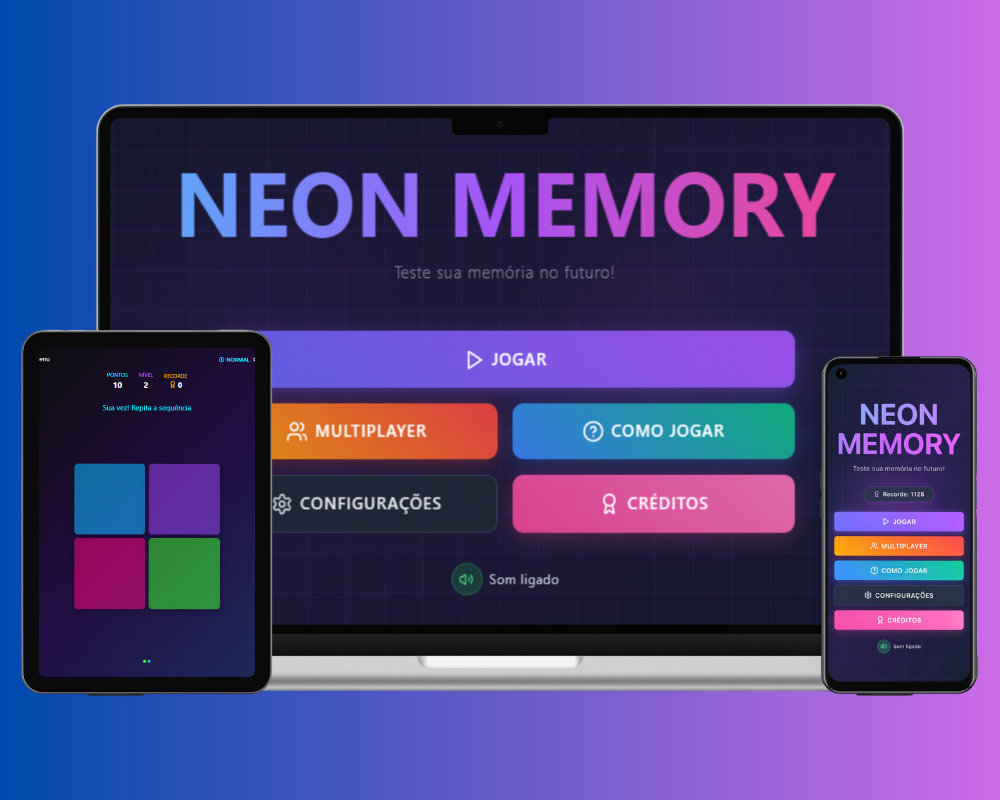 NEON MEMORY
Teste sua memória no futuro!
JOGAR
MULTIPLAYER
COMO JOGAR
CONFIGURAÇÕES
CRÉDITOS
Som ligado
enu
NORMAL
PONTOS NÍVEL RECORDE
10 2 0
Sua vez! Repita a sequência
NEON
MEMORY
Teste sua memória no futuro!
Recorde: 1125
JOGAR
MULTIPLAYER
COMO JOGAR
CONFIGURAÇÕES
CRÉDITOS
Som ligado